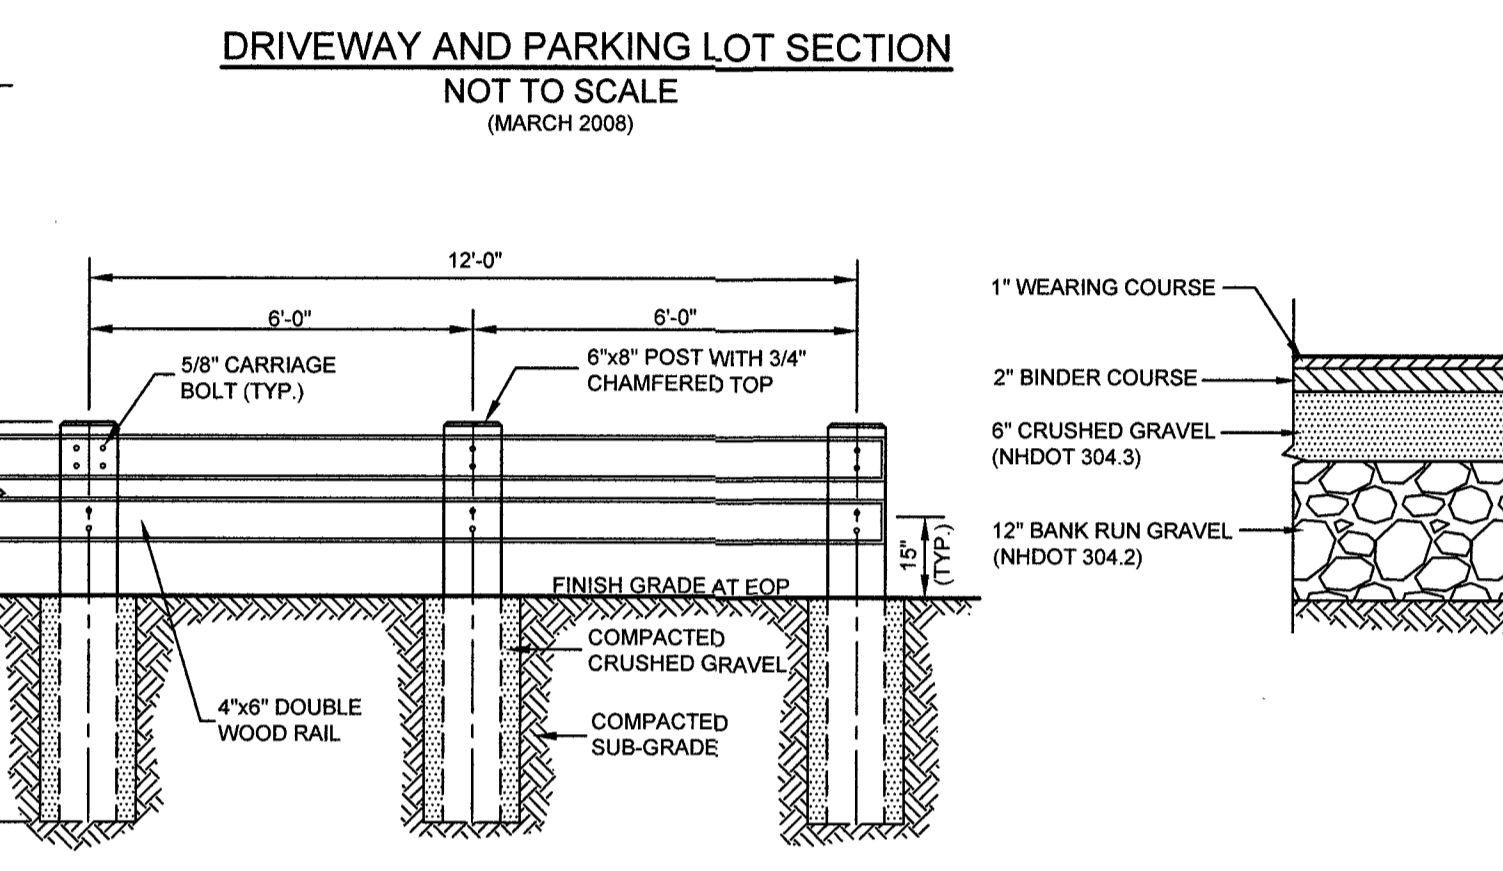 DRIVEWAY AND PARKING LOT SECTION
NOT TO SCALE
(MARCH 2008)
12'-0"
6'-0"
6'-0"
5/8" CARRIAGE
BOLT (TYP.)
6"x8" POST WITH 3/4"
CHAMFERED TOP
15"
(TYP.)
FINISH GRADE AT EOP
COMPACTED
CRUSHED GRAVEL
4"x6" DOUBLE
WOOD RAIL
COMPACTED
SUB-GRADE
1" WEARING COURSE
2" BINDER COURSE
6" CRUSHED GRAVEL
(NHDOT 304.3)
12" BANK RUN GRAVEL
(NHDOT 304.2)